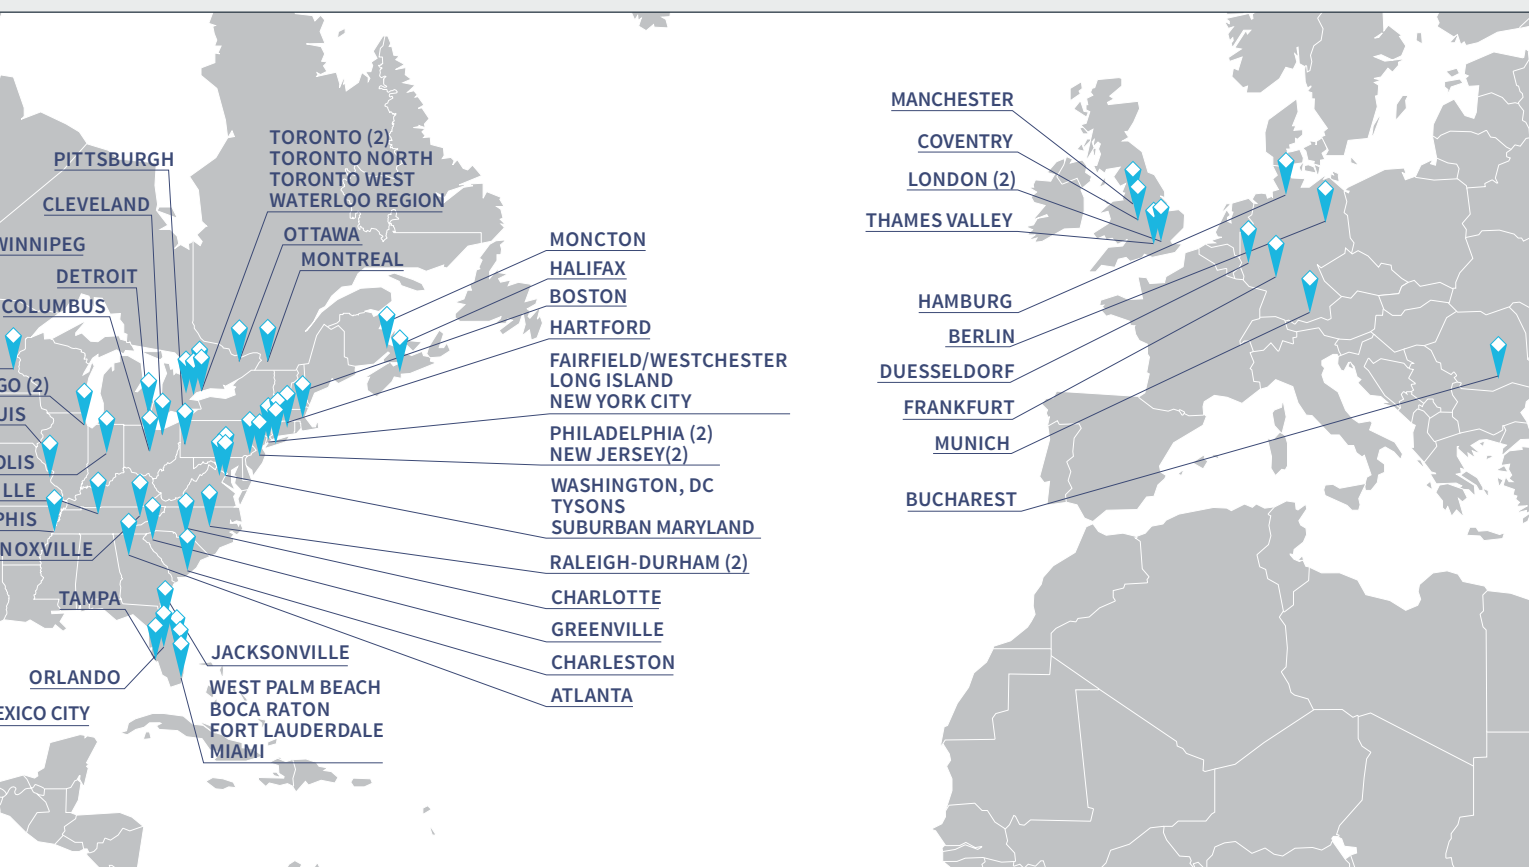 PITTSBURGH
CLEVELAND
WINNIPEG
DETROIT
COLUMBUS
GO (2)
UIS
OLIS
LLE
PHIS
NOXVILLE
TAMPA
ORLANDO
EXICO CITY
TORONTO (2)
TORONTO NORTH
TORONTO WEST
WATERLOO REGION
OTTAWA
MONTREAL
JACKSONVILLE
WEST PALM BEACH
BOCA RATON
FORT LAUDERDALE
MIAMI
MONCTON
HALIFAX
BOSTON
HARTFORD
FAIRFIELD/WESTCHESTER
LONG ISLAND
NEW YORK CITY
PHILADELPHIA (2)
NEW JERSEY(2)
WASHINGTON, DC
TYSONS
SUBURBAN MARYLAND
RALEIGH-DURHAM (2)
CHARLOTTE
GREENVILLE
CHARLESTON
ATLANTA
MANCHESTER
COVENTRY
LONDON (2)
THAMES VALLEY
HAMBURG
BERLIN
DUESSELDORF
FRANKFURT
MUNICH
BUCHAREST